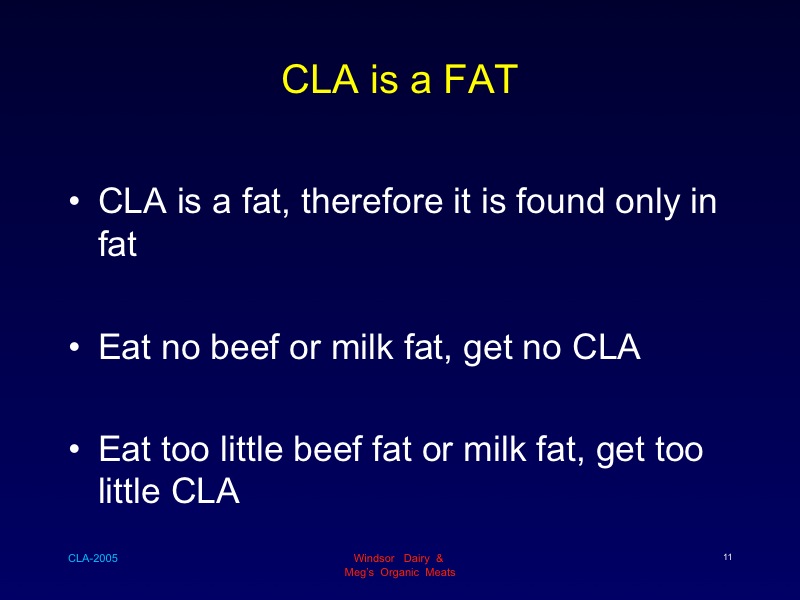 CLA is a FAT
• CLA is a fat, therefore it is found only in
fat
• Eat no beef or milk fat, get no CLA
• Eat too little beef fat or milk fat, get too
little CLA
CLA-2005
Windsor Dairy &
Meg's Organic Meats
11